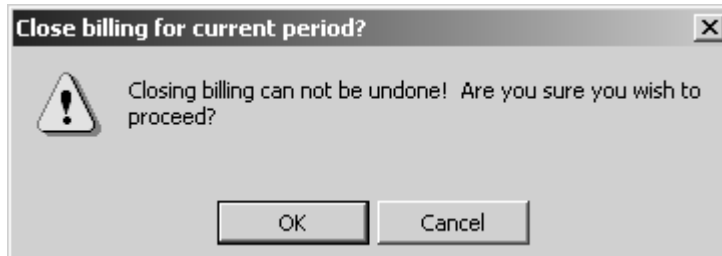 Close billing for current period?
Closing billing can not be undone!  Are you sure you wish to
proceed?
OK
Cancel